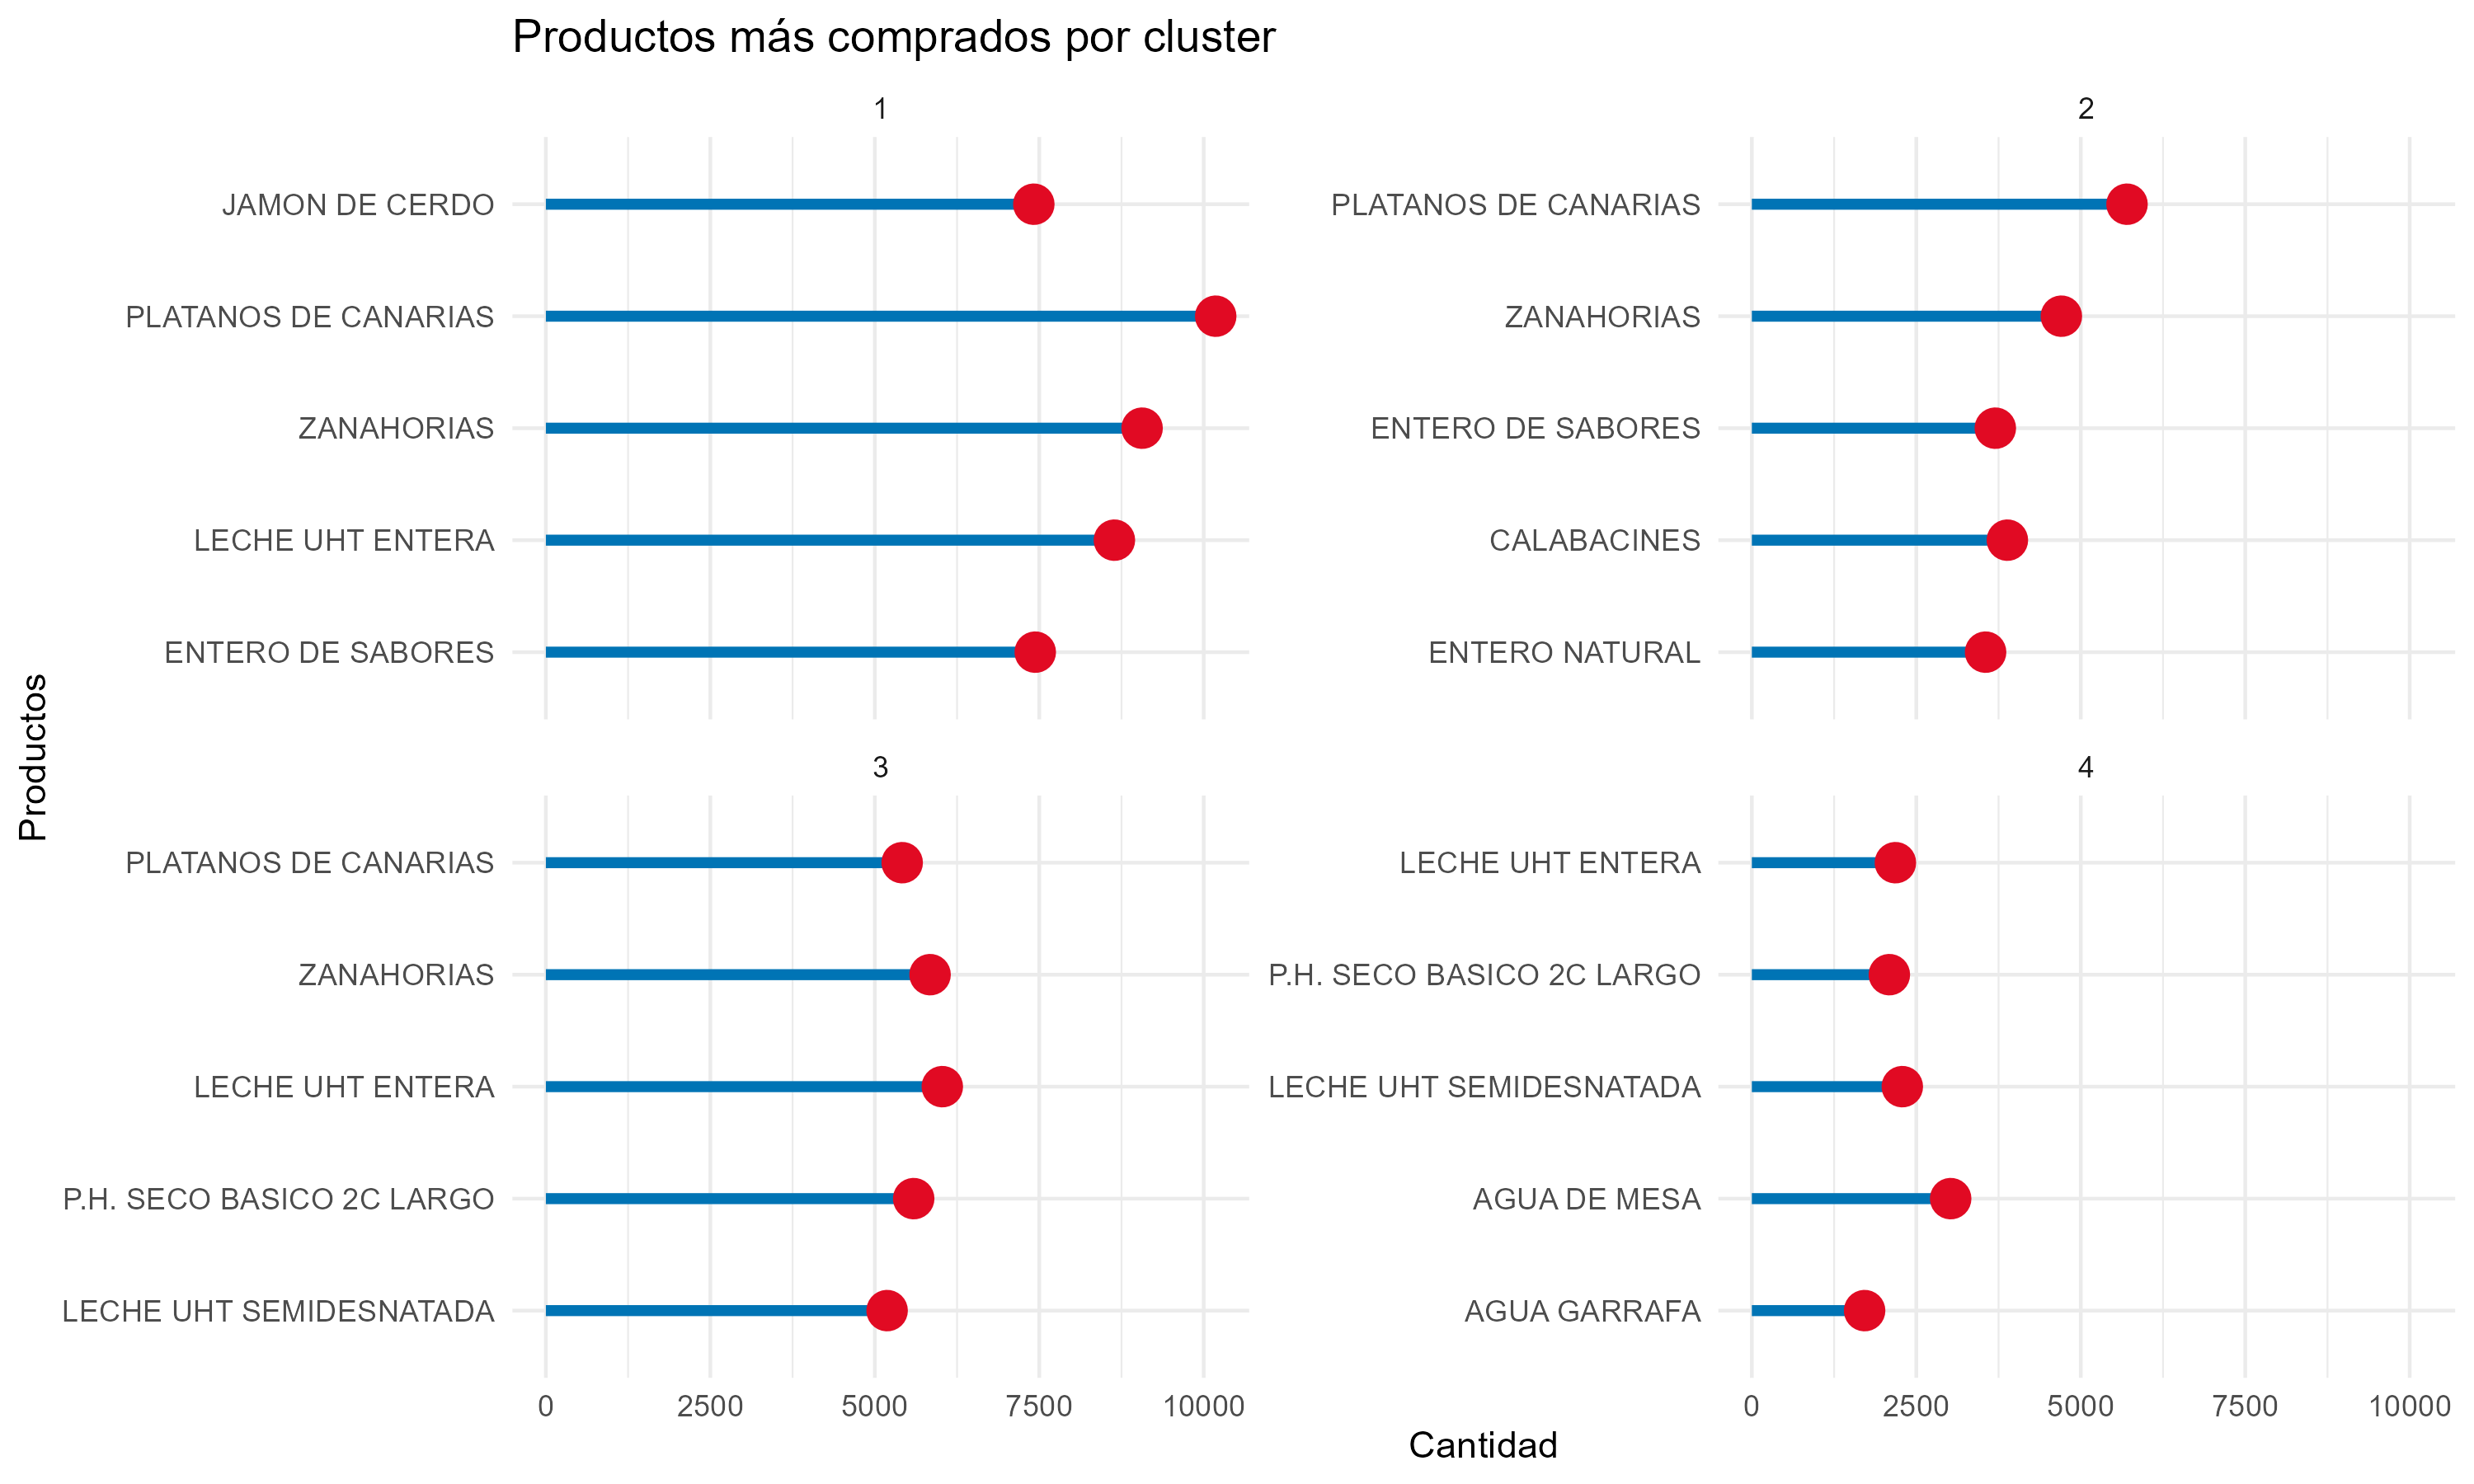 Productos más comprados por cluster
1
JAMON DE CERDO
PLATANOS DE CANARIAS
ZANAHORIAS
LECHE UHT ENTERA
ENTERO DE SABORES
2
PLATANOS DE CANARIAS
ZANAHORIAS
ENTERO DE SABORES
CALABACINES
ENTERO NATURAL
Productos
3
PLATANOS DE CANARIAS
ZANAHORIAS
LECHE UHT ENTERA
P.H. SECO BASICO 2C LARGO
LECHE UHT SEMIDESNATADA
0 2500 5000 7500 10000
4
LECHE UHT ENTERA
P.H. SECO BASICO 2C LARGO
LECHE UHT SEMIDESNATADA
AGUA DE MESA
AGUA GARRAFA
0 2500 5000 7500 10000
Cantidad